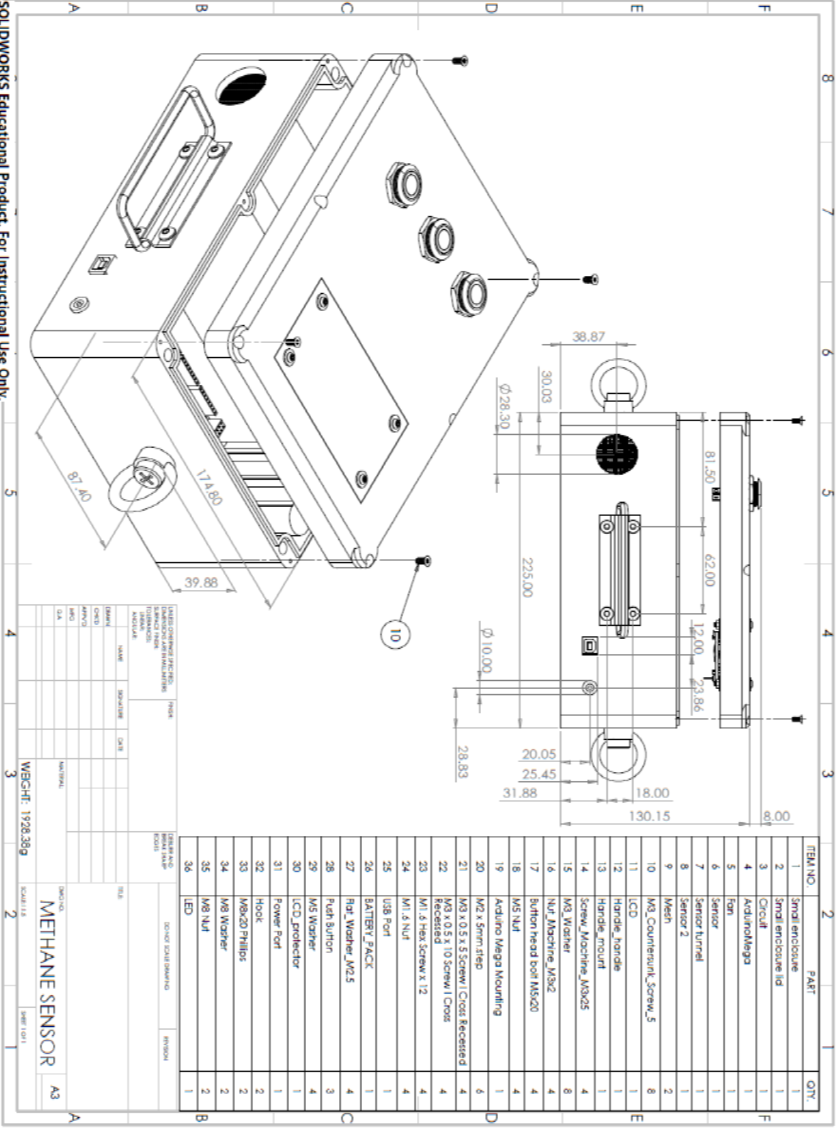 SOLIDWORKS Educational Product. For Instructional Use Only.
8
7
6
5
4
3
2
1
F
E
D
C
B
A
38.87
30.03
Ø 28.30
81.50
62.00
12.00
23.86
225.00
Ø 10.00
28.83
20.05
25.45
31.88
18.00
130.15
8.00
174.80
87.40
39.88
10
ITEM NO. PART QTY.
1 Small enclosure 1
2 Small enclosure lid 1
3 Circuit 1
4 ArduinoMega 1
5 Fan 1
6 Sensor 1
7 Sensor tunnel 1
8 Sensor 2 1
9 Mesh 2
10 M3_Countersunk_Screw_5 8
11 LCD 1
12 Handle_handle 1
13 Handle_mount 1
14 Screw_Machine_M3x25 4
15 M3_Washer 8
16 Nut_Machine_M3x2 4
17 Button head bolt M5x20 4
18 M5 Nut 4
19 Arduino Mega Mounting 1
20 M2 x 5mm.step 6
21 M3 x 0.5 x 5 Screw I Cross Recessed 4
22 M3 x 0.5 x 10 Screw I Cross Recessed 4
23 M1.6 Hex Screw x 12 4
24 M1.6 Nut 4
25 USB Port 1
26 BATTERY_PACK 1
27 Flat_Washer_M2.5 4
28 Push Button 3
29 M5 Washer 4
30 LCD_protector 1
31 Power Port 1
32 Hook 2
33 M8x20 Phillips 2
34 M8 Washer 2
35 M8 Nut 2
36 LED 1
UNLESS OTHERWISE SPECIFIED:
DIMENSIONS ARE IN MILLIMETERS
SURFACE FINISH:
TOLERANCES:
LINEAR:
ANGULAR:
FINISH:
DEBURR AND
BREAK SHARP
EDGES
DO NOT SCALE DRAWING
REVISION
NAME
SIGNATURE
DATE
DRAWN
CHK'D
APPV'D
MFG
Q.A
MATERIAL:
TITLE:
DWG NO.
METHANE SENSOR
A3
WEIGHT: 1928.38g
SHEET 1 OF 1